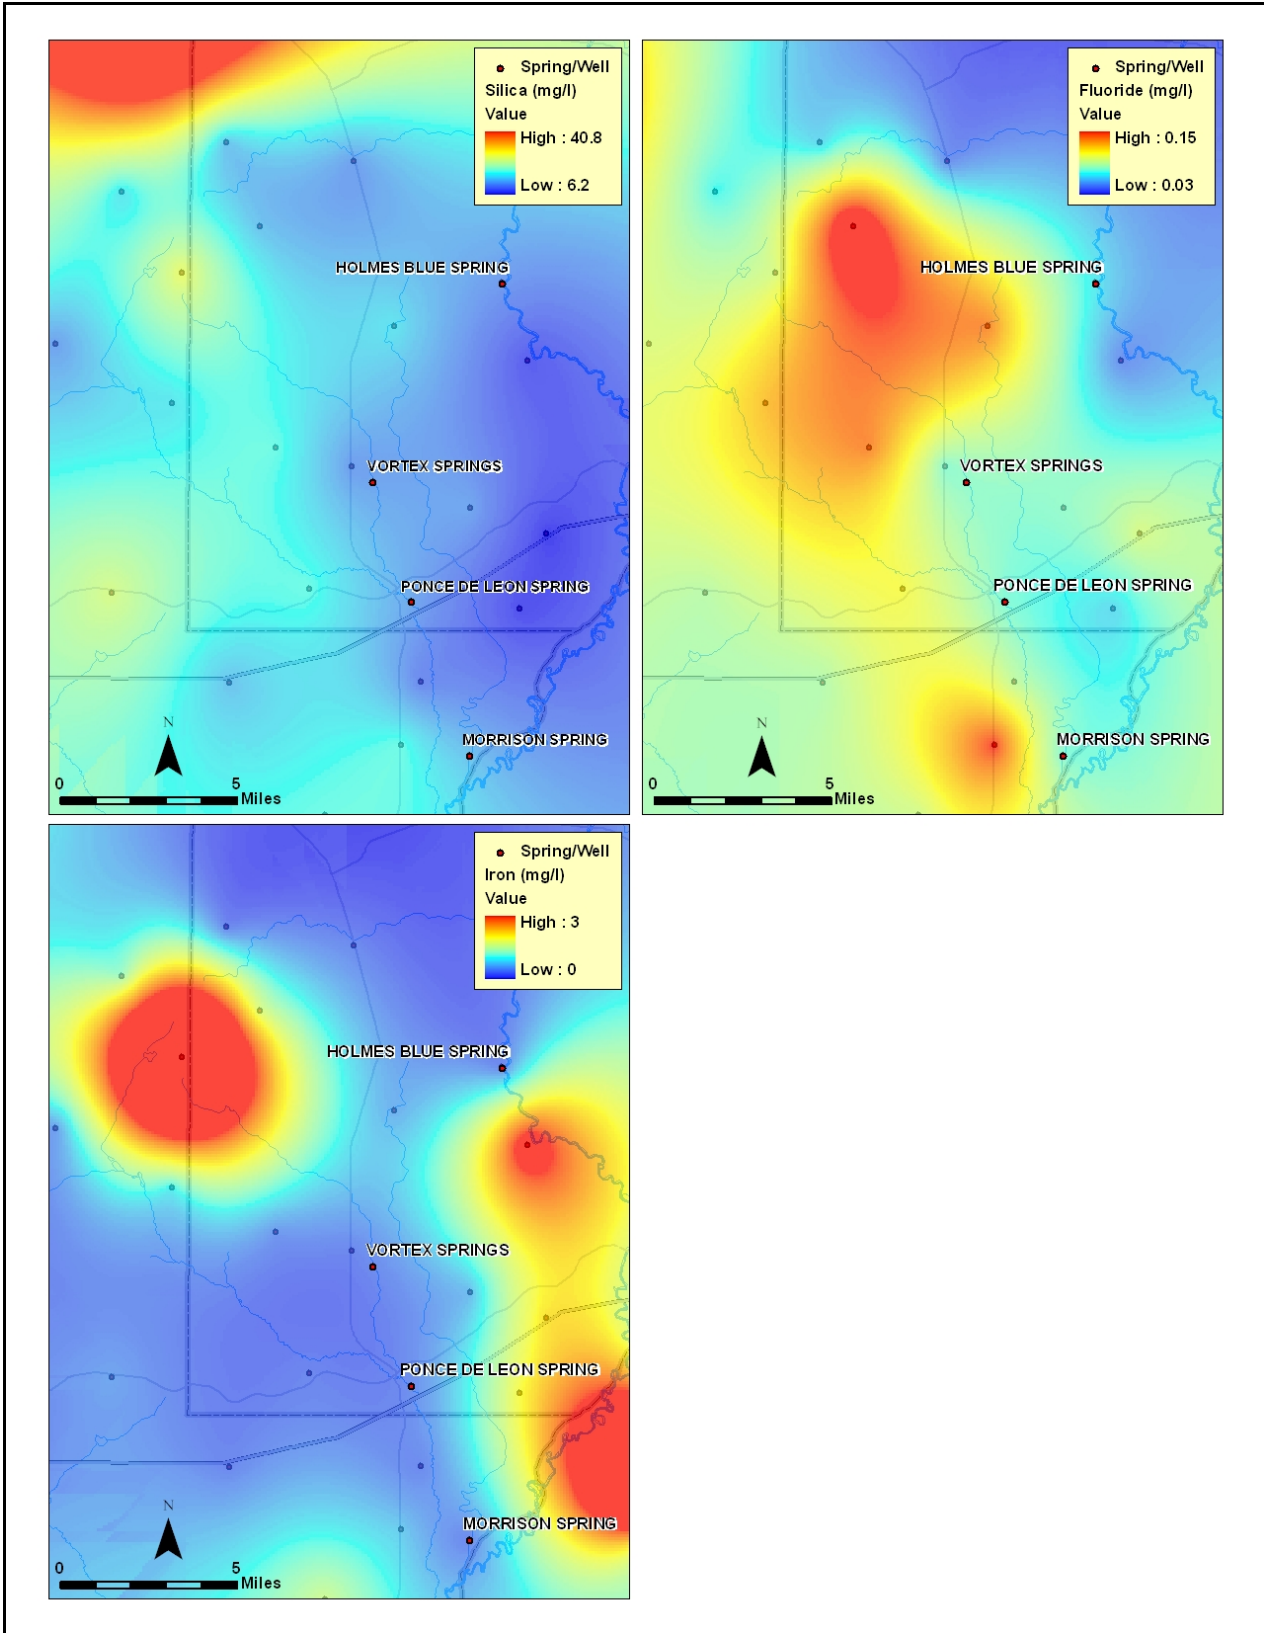 Spring/Well
Silica (mg/l)
Value
High : 40.8
Low : 6.2
HOLMES BLUE SPRING
VORTEX SPRINGS
PONCE DE LEON SPRING
MORRISON SPRING
N
0 5
Miles
Spring/Well
Fluoride (mg/l)
Value
High : 0.15
Low : 0.03
HOLMES BLUE SPRING
VORTEX SPRINGS
PONCE DE LEON SPRING
MORRISON SPRING
N
0 5
Miles
Spring/Well
Iron (mg/l)
Value
High : 3
Low : 0
HOLMES BLUE SPRING
VORTEX SPRINGS
PONCE DE LEON SPRING
MORRISON SPRING
N
0 5
Miles